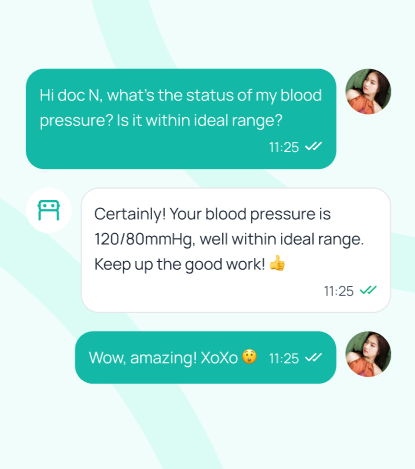 Hi doc N, what's the status of my blood
pressure? Is it within ideal range?
11:25
Certainly! Your blood pressure is
120/80mmHg, well within ideal range.
Keep up the good work! 👍
11:25
Wow, amazing! XoXo 😲 11:25